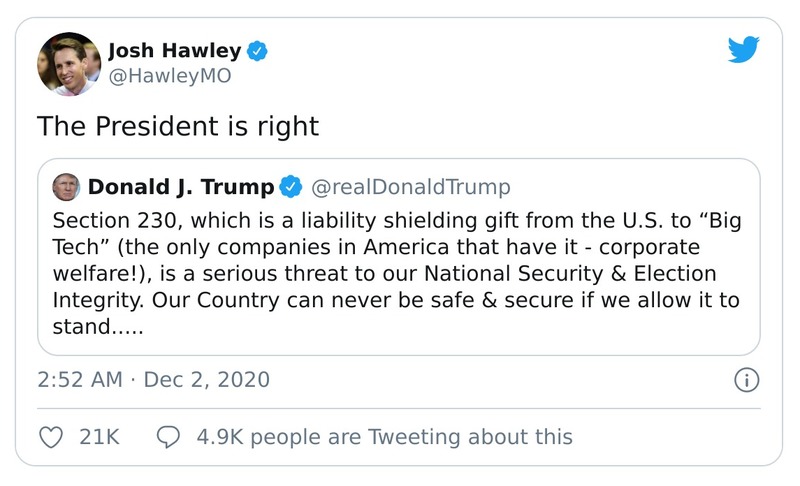 Josh Hawley
@HawleyMO
The President is right
Donald J. Trump @realDonaldTrump
Section 230, which is a liability shielding gift from the U.S. to “Big
Tech” (the only companies in America that have it - corporate
welfare!), is a serious threat to our National Security & Election
Integrity. Our Country can never be safe & secure if we allow it to
stand.....
2:52 AM · Dec 2, 2020
21K 4.9K people are Tweeting about this